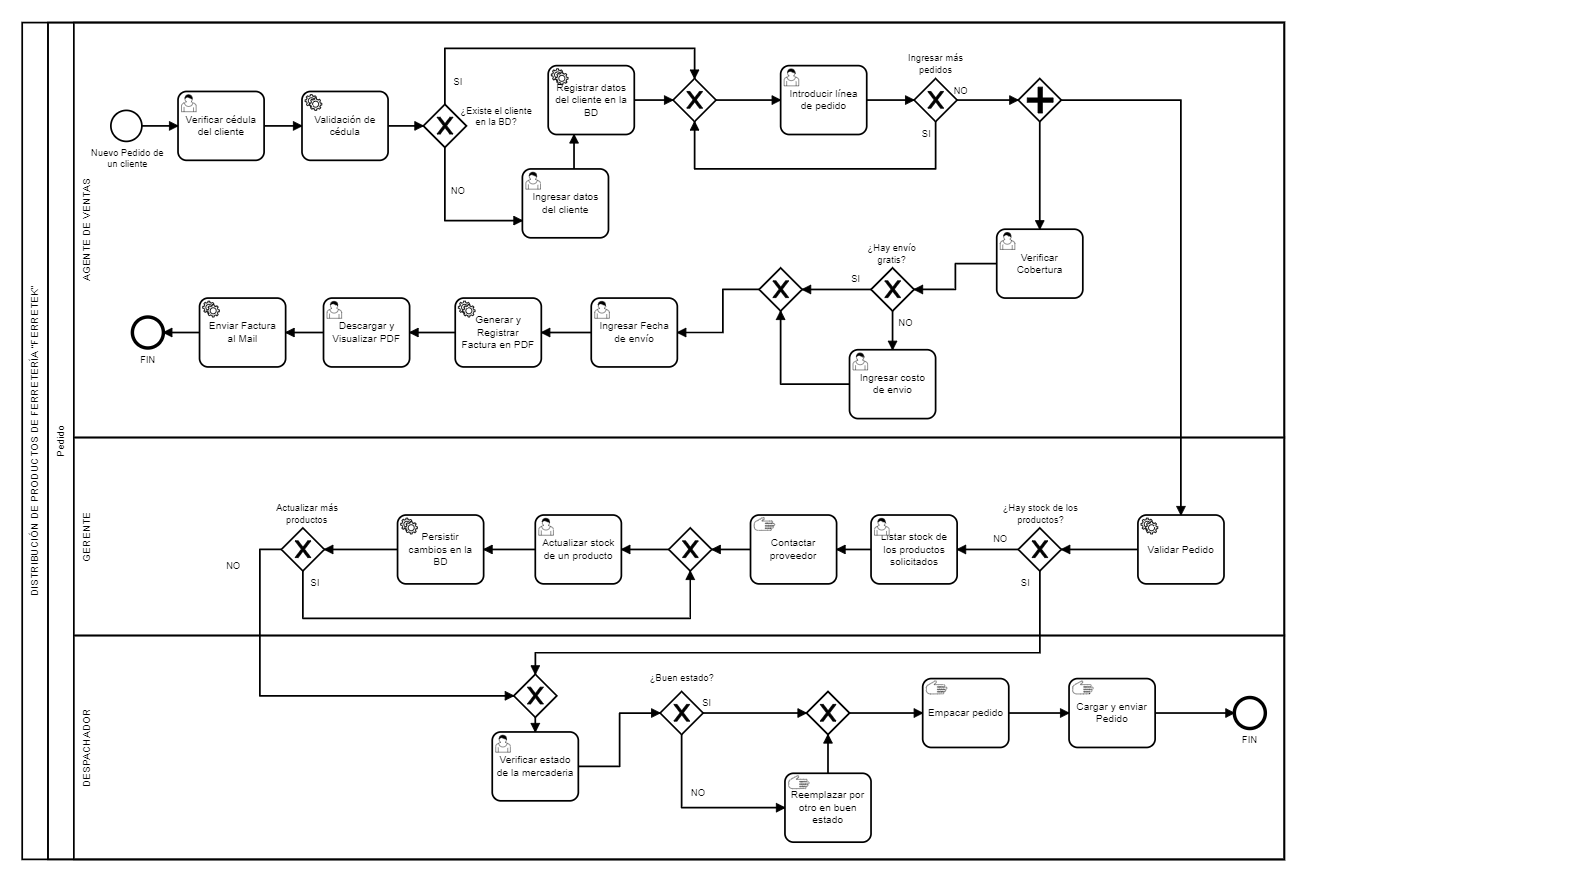 DISTRIBUCIÓN DE PRODUCTOS DE FERRETERÍA "FERRETEK"
Pedido
AGENTE DE VENTAS
Nuevo Pedido de
un cliente
Verificar cédula
del cliente
Validación de
cédula
SI
¿Existe el cliente
en la BD?
NO
Registrar datos
del cliente en la
BD
Ingresar datos
del cliente
Introducir línea
de pedido
Ingresar más
pedidos
NO
SI
Verificar
Cobertura
¿Hay envío
gratis?
SI
NO
Ingresar costo
de envio
Ingresar Fecha
de envío
Generar y
Registrar
Factura en PDF
Descargar y
Visualizar PDF
Enviar Factura
al Mail
FIN
GERENTE
Validar Pedido
¿Hay stock de los
productos?
NO
SI
Listar stock de
los productos
solicitados
Contactar
proveedor
Actualizar stock
de un producto
Persistir
cambios en la
BD
Actualizar más
productos
NO
SI
DESPACHADOR
Verificar estado
de la mercaderia
¿Buen estado?
SI
NO
Reemplazar por
otro en buen
estado
Empacar pedido
Cargar y enviar
Pedido
FIN